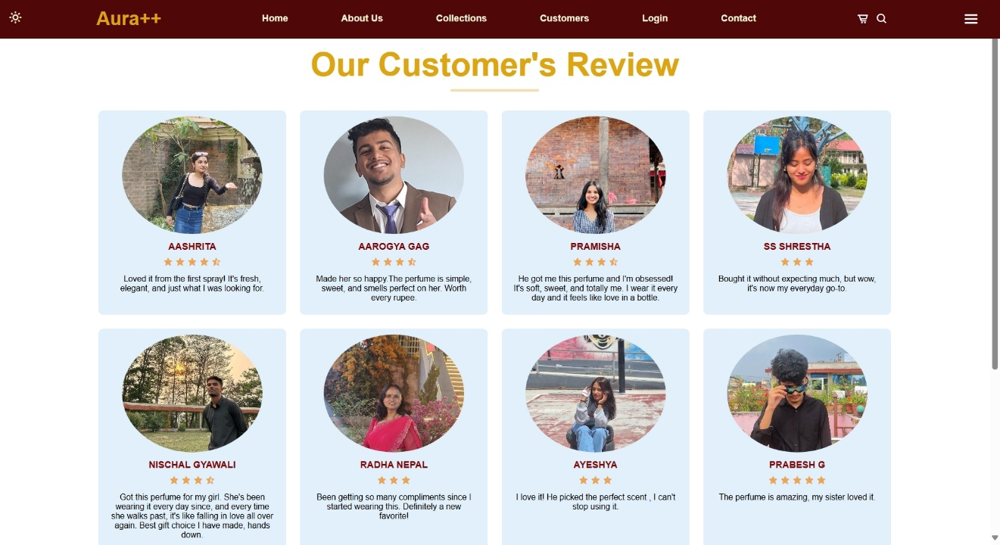 Aura++
Home
About Us
Collections
Customers
Login
Contact
Our Customer's Review
AASHRITA
Loved it from the first spray! It's fresh,
elegant, and just what I was looking for.
AAROGYA GAG
Made her so happy.The perfume is simple,
sweet, and smells perfect on her. Worth
every rupee.
PRAMISHA
He got me this perfume and I'm obsessed!
It's soft, sweet, and totally me. I wear it every
day and it feels like love in a bottle.
SS SHRESTHA
Bought it without expecting much, but wow,
it's now my everyday go-to.
NISCHAL GYAWALI
Got this perfume for my girl. She's been
wearing it every day since, and every time
she walks past, it's like falling in love all over
again. Best gift choice I have made, hands
down.
RADHA NEPAL
Been getting so many compliments since I
started wearing this. Definitely a new
favorite!
AYESHYA
I love it! He picked the perfect scent , I can't
stop using it.
PRABESH G
The perfume is amazing, my sister loved it.